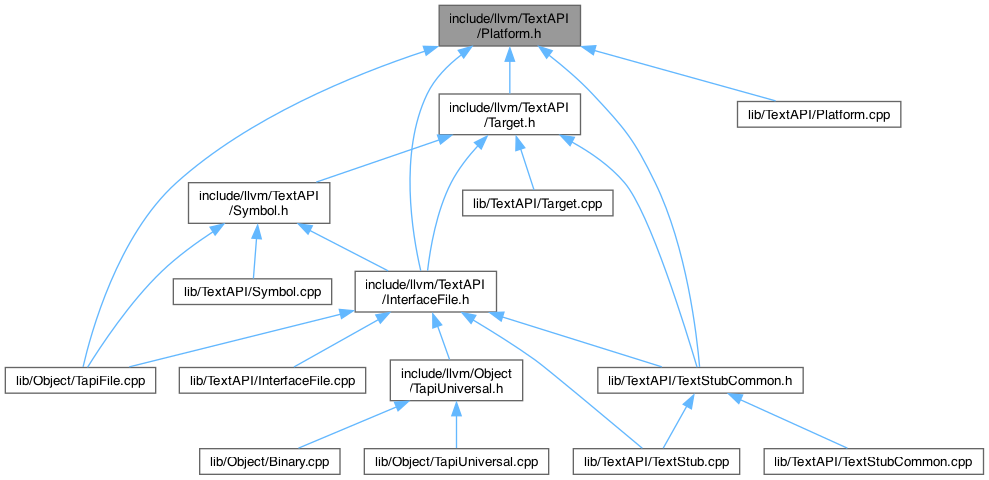 include/llvm/TextAPI
/Platform.h
include/llvm/TextAPI
/Target.h
lib/TextAPI/Platform.cpp
include/llvm/TextAPI
/Symbol.h
lib/TextAPI/Target.cpp
lib/TextAPI/Symbol.cpp
include/llvm/TextAPI
/InterfaceFile.h
lib/Object/TapiFile.cpp
lib/TextAPI/InterfaceFile.cpp
include/llvm/Object
/TapiUniversal.h
lib/TextAPI/TextStubCommon.h
lib/Object/Binary.cpp
lib/Object/TapiUniversal.cpp
lib/TextAPI/TextStub.cpp
lib/TextAPI/TextStubCommon.cpp